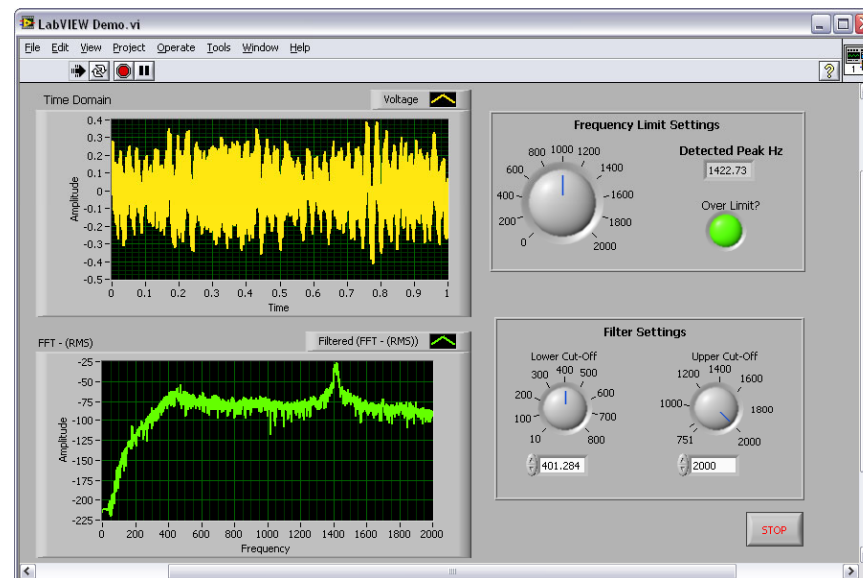 LabVIEW Demo.vi
File Edit View Project Operate Tools Window Help
1
Time Domain
Voltage
0.4
0.3
0.2
0.1
0
-0.1
-0.2
-0.3
-0.4
-0.5
Amplitude
0 0.1 0.2 0.3 0.4 0.5 0.6 0.7 0.8 0.9 1
Time
Frequency Limit Settings
0 200 400 600 800 1000 1200 1400 1600 1800 2000
Detected Peak Hz
1422.73
Over Limit?
FFT - (RMS)
Filtered (FFT - (RMS))
-25
-50
-75
-100
-125
-150
-175
-200
-225
Amplitude
0 200 400 600 800 1000 1200 1400 1600 1800 2000
Frequency
Filter Settings
Lower Cut-Off
10 100 200 300 400 500 600 700 800
401.284
Upper Cut-Off
751 1000 1200 1400 1600 1800 2000
2000
STOP